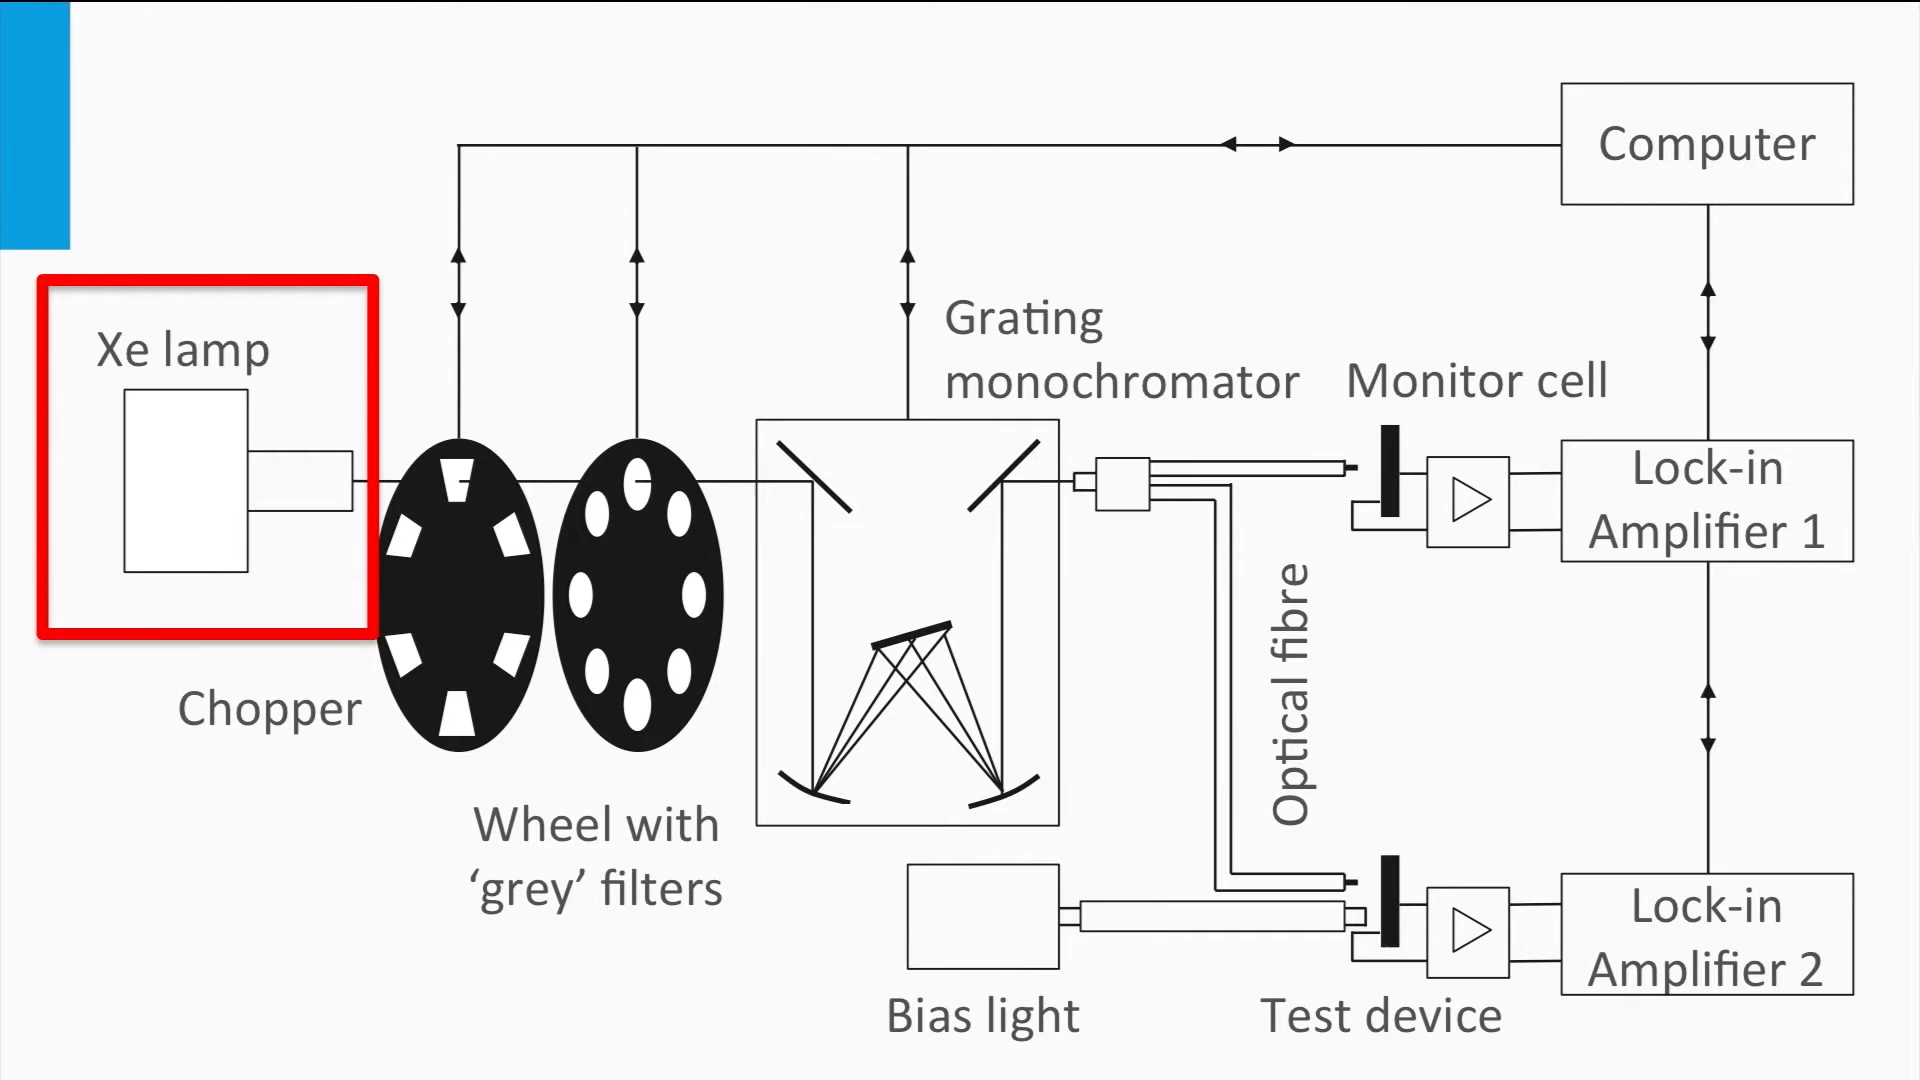 Computer
Xe lamp
Grating
monochromator
Monitor cell
Lock-in
Amplifier 1
Optical fibre
Chopper
Wheel with
‘grey’ filters
Lock-in
Amplifier 2
Bias light
Test device